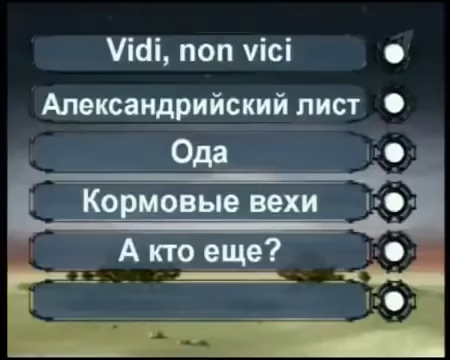 Vidi, non vici
Александрийский лист
Ода
Кормовые вехи
А кто еще?